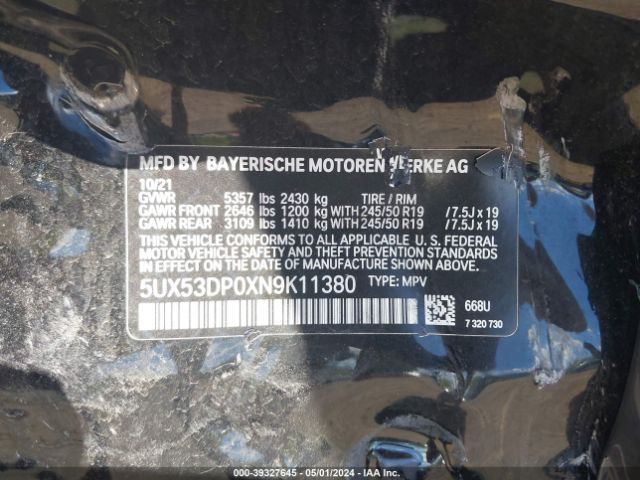 MFD BY BAYERISCHE MOTOREN WERKE AG
10/21
GVWR 5357 lbs 2430 kg TIRE / RIM
GAWR FRONT 2646 lbs 1200 kg WITH 245/50 R19 / 7.5J x 19
GAWR REAR 3109 lbs 1410 kg WITH 245/50 R19 / 7.5J x 19
THIS VEHICLE CONFORMS TO ALL APPLICABLE U. S. FEDERAL
MOTOR VEHICLE SAFETY AND THEFT PREVENTION
STANDARDS IN EFFECT ON THE DATE OF
MANUFACTURE SHOWN ABOVE.
5UX53DP0XN9K11380 TYPE: MPV
668U
7 320 730
000-39327645 - 05/01/2024 - IAA Inc.